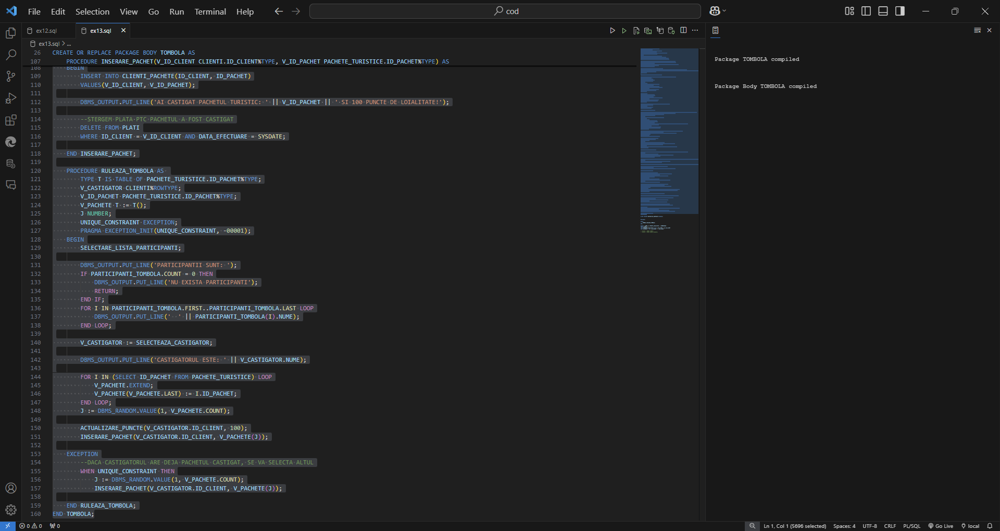 File Edit Selection View Go Run Terminal Help
cod
ex12.sql
ex13.sql
ex13.sql > ...
26 CREATE OR REPLACE PACKAGE BODY TOMBOLA AS
107 PROCEDURE INSERARE_PACHET(V_ID_CLIENT CLIENTI.ID_CLIENT%TYPE, V_ID_PACHET PACHETE_TURISTICE.ID_PACHET%TYPE) AS
108 BEGIN
109 INSERT INTO CLIENTI_PACHETE(ID_CLIENT, ID_PACHET)
110 VALUES(V_ID_CLIENT, V_ID_PACHET);
111
112 DBMS_OUTPUT.PUT_LINE('AI CASTIGAT PACHETUL TURISTIC: ' || V_ID_PACHET || ' SI 100 PUNCTE DE LOIALITATE!');
113
114 --STERGEM PLATA PTC PACHETUL A FOST CASTIGAT
115 DELETE FROM PLATI
116 WHERE ID_CLIENT = V_ID_CLIENT AND DATA_EFECTUARE = SYSDATE;
117
118 END INSERARE_PACHET;
119
120 PROCEDURE RULEAZA_TOMBOLA AS
121 TYPE T IS TABLE OF PACHETE_TURISTICE.ID_PACHET%TYPE;
122 V_CASTIGATOR CLIENTI%ROWTYPE;
123 V_ID_PACHET PACHETE_TURISTICE.ID_PACHET%TYPE;
124 V_PACHETE T := T();
125 J NUMBER;
126 UNIQUE_CONSTRAINT EXCEPTION;
127 PRAGMA EXCEPTION_INIT(UNIQUE_CONSTRAINT, -00001);
128 BEGIN
129 SELECTARE_LISTA_PARTICIPANTI;
130
131 DBMS_OUTPUT.PUT_LINE('PARTICIPANTII SUNT: ');
132 IF PARTICIPANTI_TOMBOLA.COUNT = 0 THEN
133 DBMS_OUTPUT.PUT_LINE('NU EXISTA PARTICIPANTI');
134 RETURN;
135 END IF;
136 FOR I IN PARTICIPANTI_TOMBOLA.FIRST..PARTICIPANTI_TOMBOLA.LAST LOOP
137 DBMS_OUTPUT.PUT_LINE('  ' || PARTICIPANTI_TOMBOLA(I).NUME);
138 END LOOP;
139
140 V_CASTIGATOR := SELECTEAZA_CASTIGATOR;
141
142 DBMS_OUTPUT.PUT_LINE('CASTIGATORUL ESTE: ' || V_CASTIGATOR.NUME);
143
144 FOR I IN (SELECT ID_PACHET FROM PACHETE_TURISTICE) LOOP
145 V_PACHETE.EXTEND;
146 V_PACHETE(V_PACHETE.LAST) := I.ID_PACHET;
147 END LOOP;
148 J := DBMS_RANDOM.VALUE(1, V_PACHETE.COUNT);
149
150 ACTUALIZARE_PUNCTE(V_CASTIGATOR.ID_CLIENT, 100);
151 INSERARE_PACHET(V_CASTIGATOR.ID_CLIENT, V_PACHETE(J));
152
153 EXCEPTION
154 --DACA CASTIGATORUL ARE DEJA PACHETUL CASTIGAT, SE VA SELECTA ALTUL
155 WHEN UNIQUE_CONSTRAINT THEN
156 J := DBMS_RANDOM.VALUE(1, V_PACHETE.COUNT);
157 INSERARE_PACHET(V_CASTIGATOR.ID_CLIENT, V_PACHETE(J));
158
159 END RULEAZA_TOMBOLA;
160 END TOMBOLA;
Package TOMBOLA compiled
Package Body TOMBOLA compiled
0 0 0
Ln 1, Col 1 (5696 selected) Spaces: 4 UTF-8 CRLF PL/SQL Go Live local